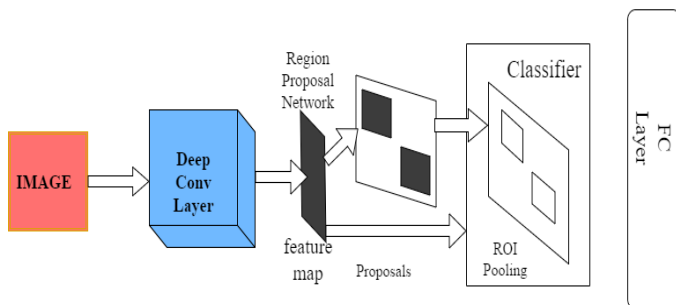 IMAGE
Deep
Conv
Layer
Region
Proposal
Network
feature
map
Proposals
Classifier
ROI
Pooling
FC
Layer